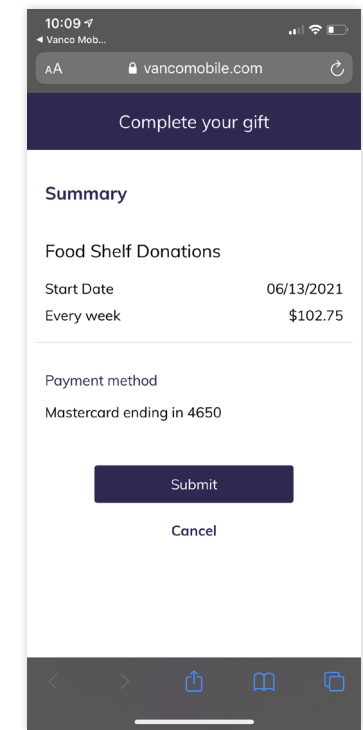 10:09
Vanco Mob...
AA vancomobile.com
Complete your gift
Summary
Food Shelf Donations
Start Date 06/13/2021
Every week $102.75
Payment method
Mastercard ending in 4650
Submit
Cancel